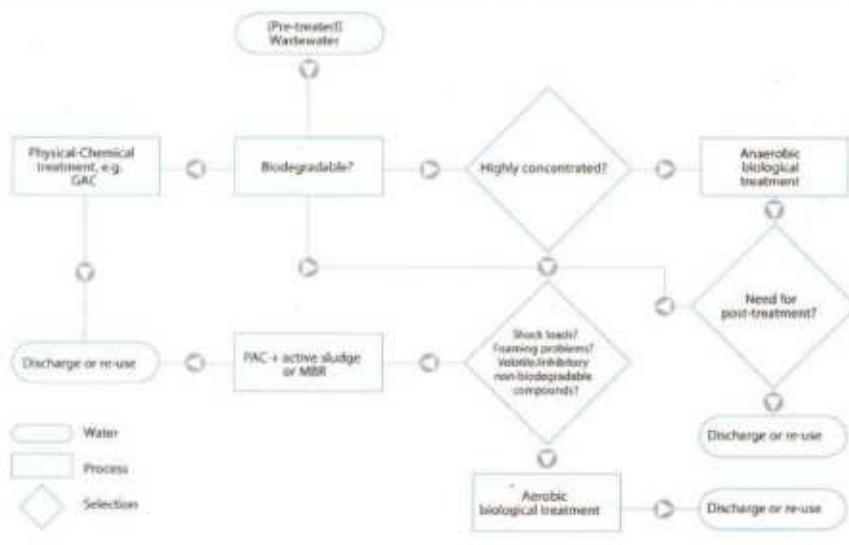 (Pre-treated)
Wastewater
Physical-Chemical
treatment, e.g.
GAC
Biodegradable?
Highly concentrated?
Anaerobic
biological
treatment
Need for
post-treatment?
Shock loads?
Foaming problems?
Volatile/inhibitory
non-biodegradable
compounds?
Discharge or re-use
PAC + active sludge
or MBR
Discharge or re-use
Water
Process
Selection
Aerobic
biological treatment
Discharge or re-use